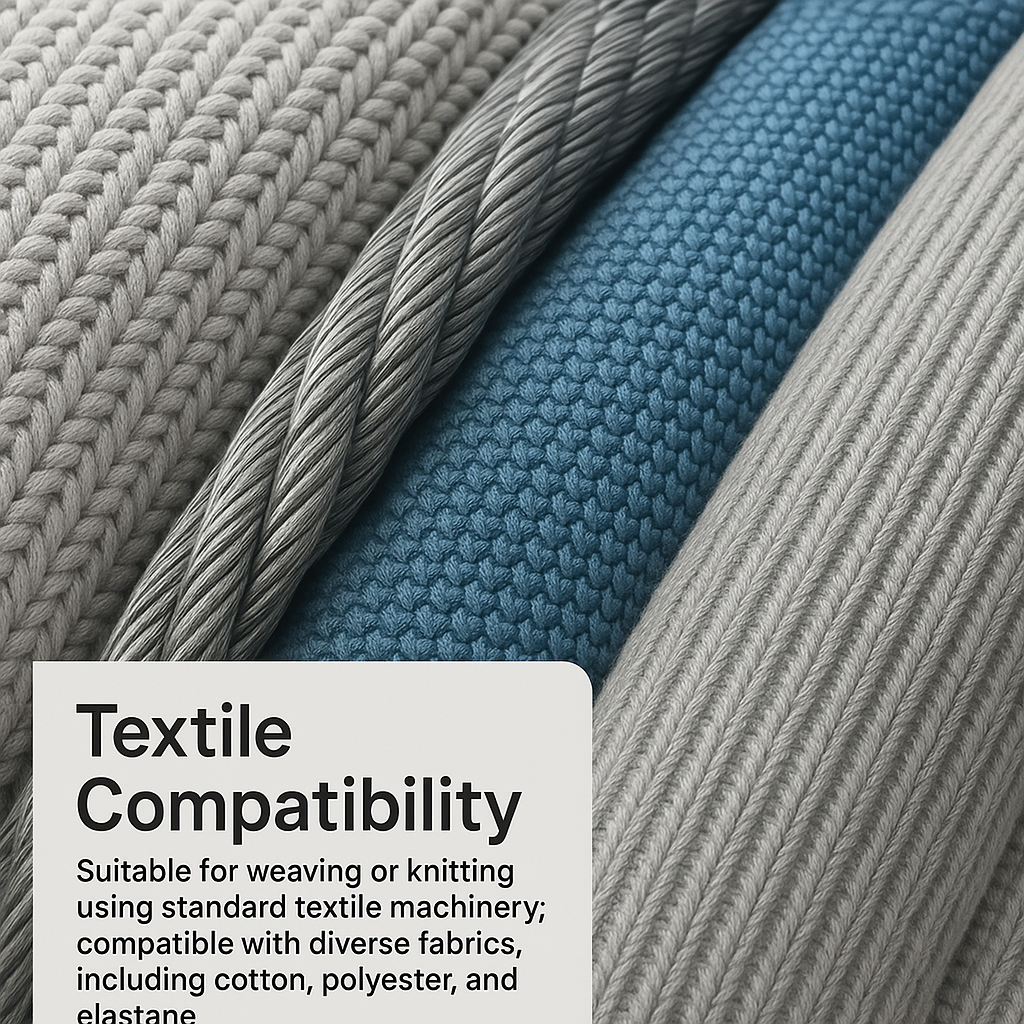 Textile
Compatibility
Suitable for weaving or knitting
using standard textile machinery;
compatible with diverse fabrics,
including cotton, polyester, and
elastane